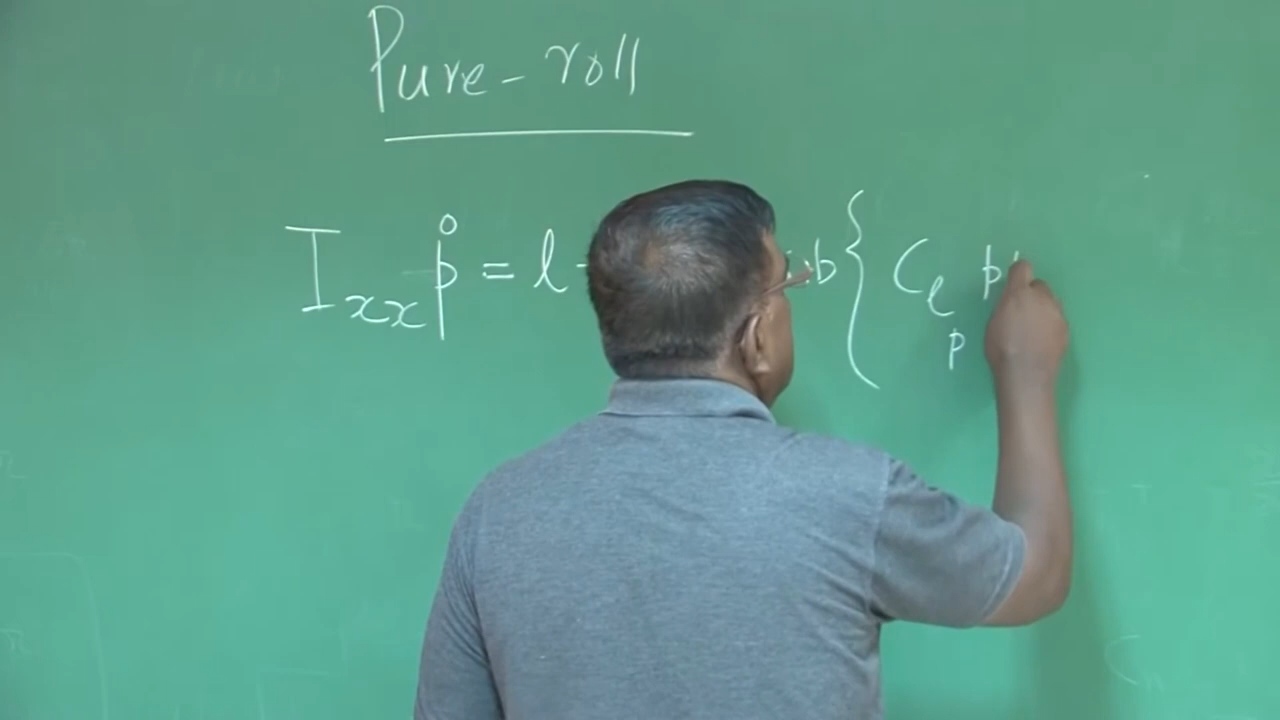 Pure-roll
I_xx ṗ = l b { C_l_p p